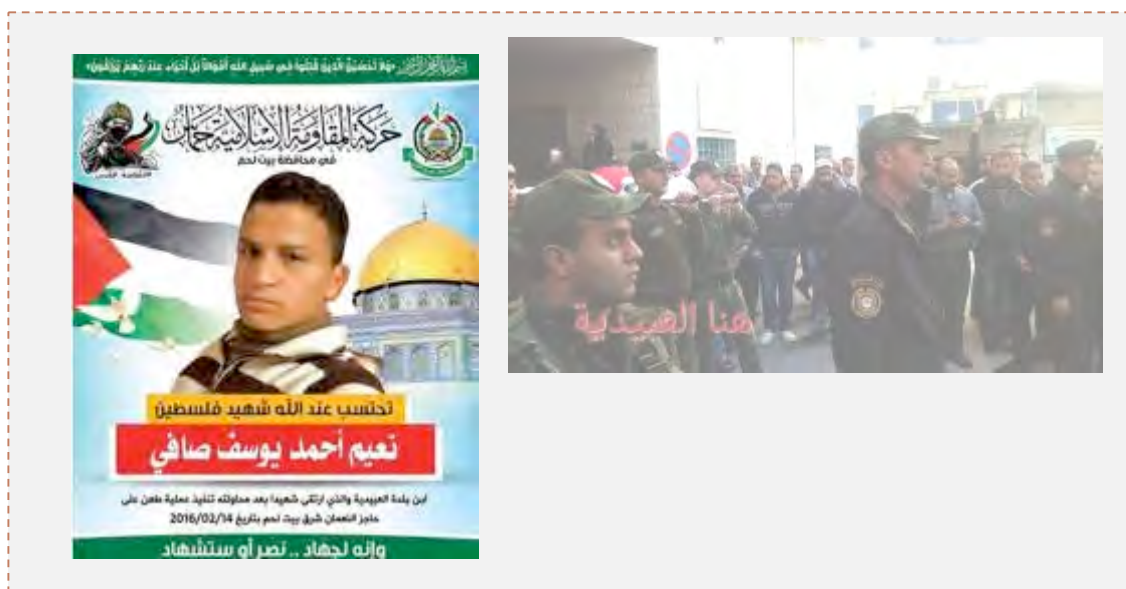 «ولا تحسبن الذين قتلوا في سبيل الله أمواتا بل أحياء عند ربهم يرزقون»
حركة المقاومة الإسلامية حماس
في محافظة بيت لحم
تحتسب عند الله شهيد فلسطين
نعيم أحمد يوسف صافي
ابن بلدة العبيدية والذي ارتقى شهيدا بعد محاولته تنفيذ عملية طعن على
حاجز النعمان شرق بيت لحم بتاريخ 2016/02/14
وإنه لجهاد .. نصر أو ستشهاد
هنا العبيدية